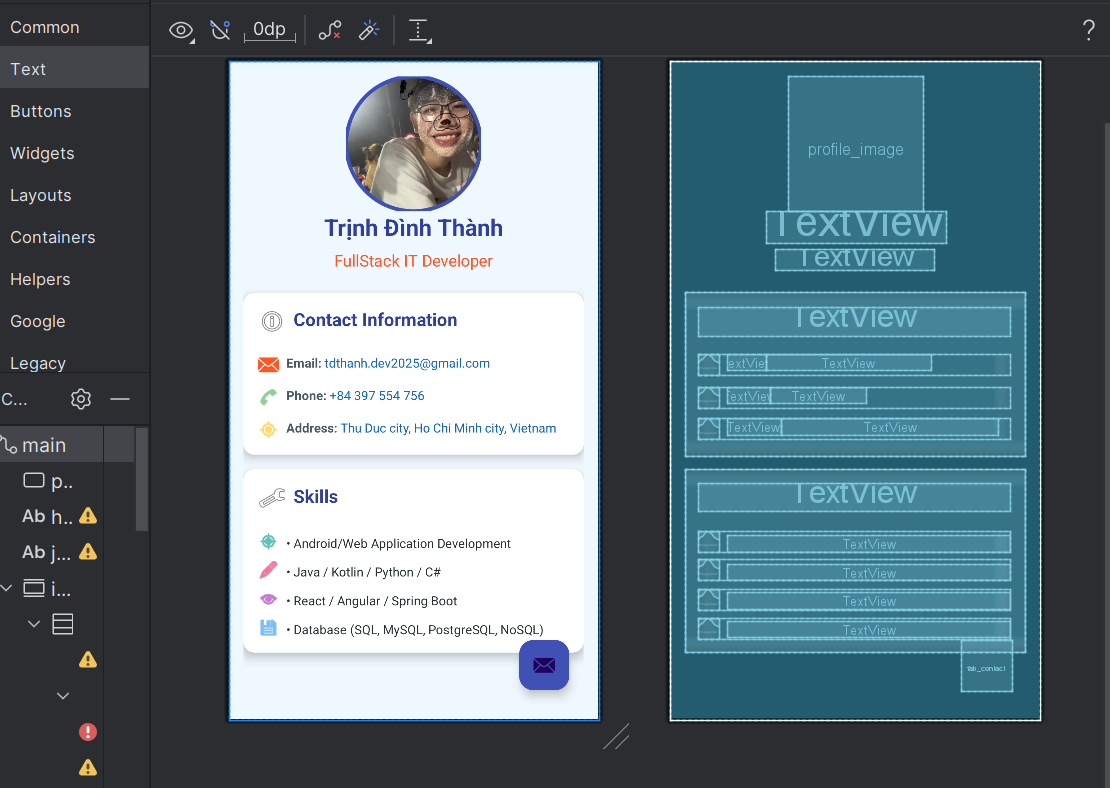 Common
Text
Buttons
Widgets
Layouts
Containers
Helpers
Google
Legacy
C...
main
p..
Ab h..
Ab j...
i...
0dp
?
Trịnh Đình Thành
FullStack IT Developer
Contact Information
Email: tdthanh.dev2025@gmail.com
Phone: +84 397 554 756
Address: Thu Duc city, Ho Chi Minh city, Vietnam
Skills
• Android/Web Application Development
• Java / Kotlin / Python / C#
• React / Angular / Spring Boot
• Database (SQL, MySQL, PostgreSQL, NoSQL)
profile_image
TextView
TextView
TextView
extVie TextView
extVie TextView
TextView TextView
TextView
TextView
TextView
TextView
TextView
fab_contact